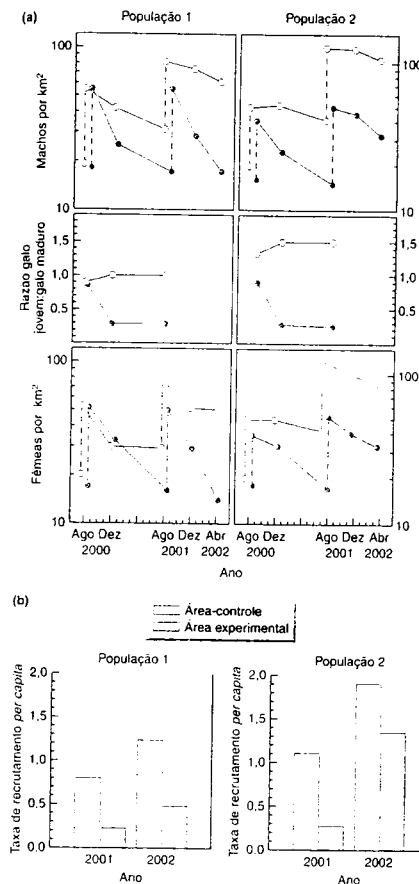 (a)
População 1
População 2
100
100
Machos por km²
10
10
1,5
1,0
0,5
1,5
1,0
0,5
Razão galo
jovem:galo maduro
100
100
Fêmeas por km²
10
10
Ago Dez
2000
Ago Dez
2001
Abr
2002
Ago Dez
2000
Ago Dez
2001
Abr
2002
Ano
(b)
Área-controle
Área experimental
População 1
População 2
2,0
1,5
1,0
0,5
0,0
Taxa de recrutamento per capita
2001
2002
Ano
2,0
1,5
1,0
0,5
0,0
Taxa de recrutamento per capita
2001
2002
Ano